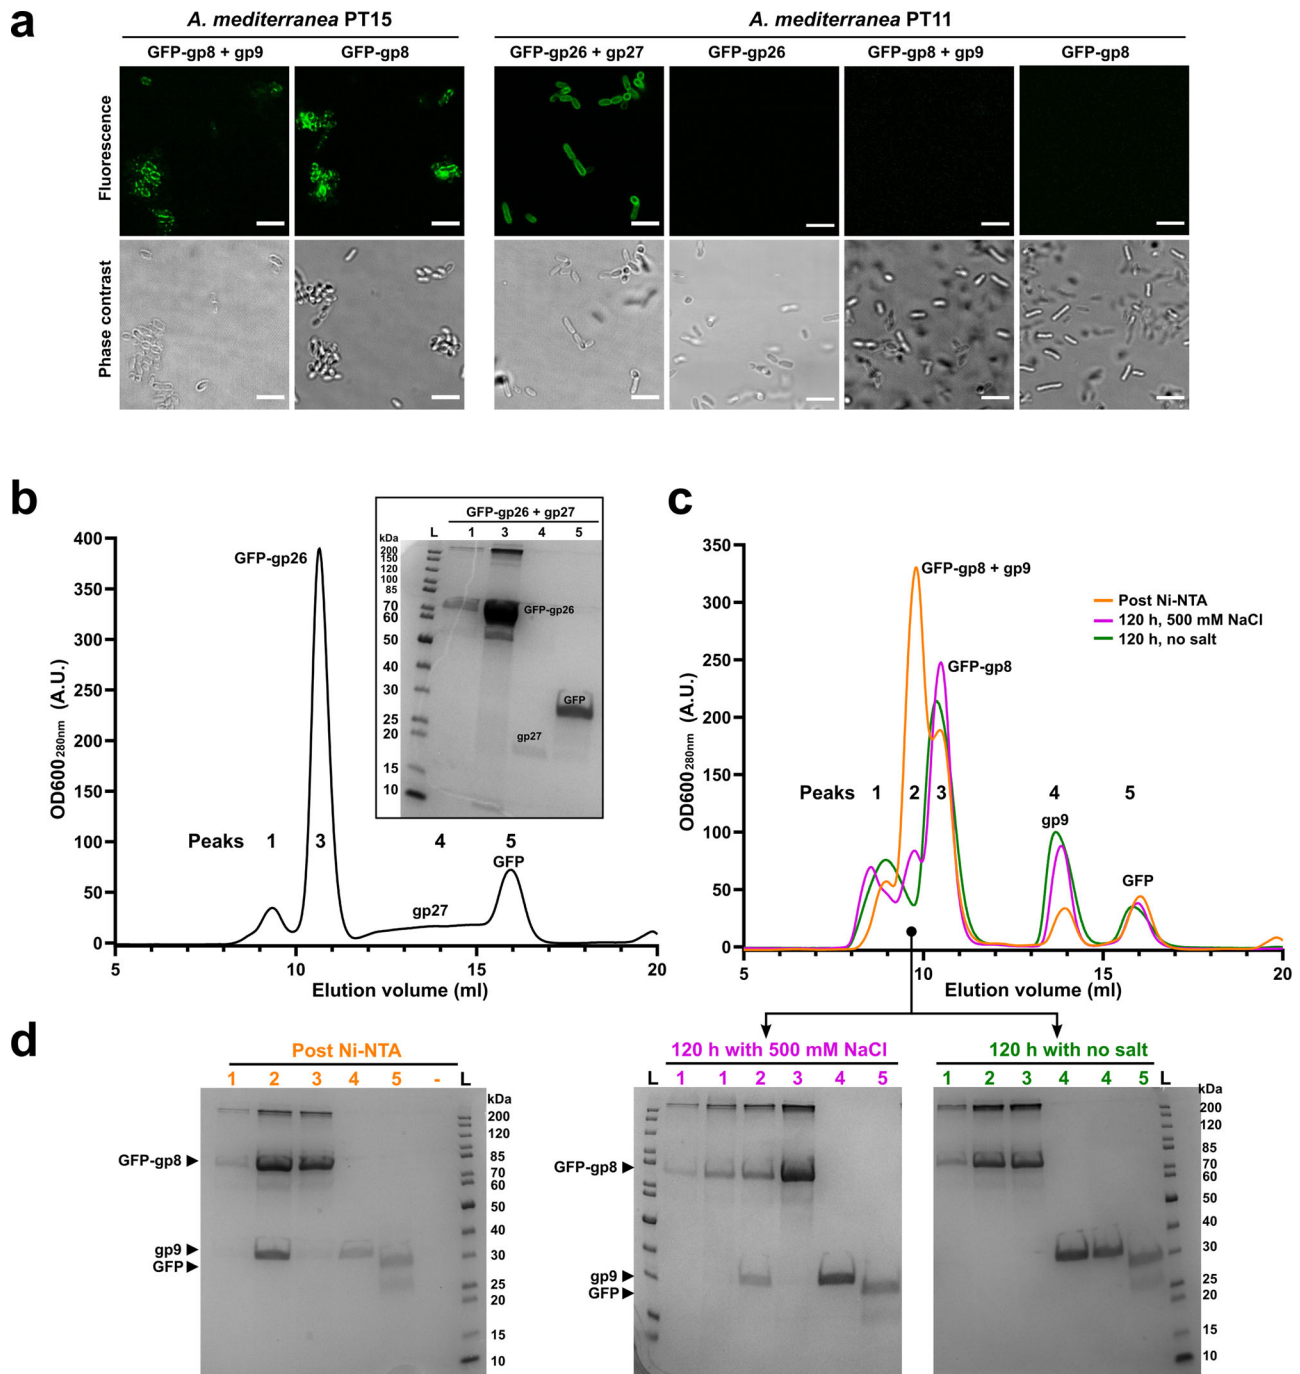 a
A. mediterranea PT15
A. mediterranea PT11
GFP-gp8 + gp9
GFP-gp8
GFP-gp26 + gp27
GFP-gp26
GFP-gp8 + gp9
GFP-gp8
Fluorescence
Phase contrast
b
OD600280nm (A.U.)
400
350
300
250
200
150
100
50
0
5
10
15
20
Elution volume (ml)
GFP-gp26
Peaks 1 3 4 5
gp27
GFP
GFP-gp26 + gp27
kDa
L 1 3 4 5
200
150
120
100
85
70
60
50
40
30
25
20
15
10
GFP-gp26
GFP
gp27
c
OD600280nm (A.U.)
350
300
250
200
150
100
50
0
5
10
15
20
Elution volume (ml)
GFP-gp8 + gp9
GFP-gp8
Post Ni-NTA
120 h, 500 mM NaCl
120 h, no salt
Peaks 1 2 3 4 5
gp9
GFP
d
Post Ni-NTA
1 2 3 4 5 - L
kDa
200
120
85
70
60
50
40
30
25
20
15
10
GFP-gp8
gp9
GFP
120 h with 500 mM NaCl
L 1 1 2 3 4 5
GFP-gp8
gp9
GFP
120 h with no salt
1 2 3 4 4 5 L
kDa
200
120
85
70
60
50
40
30
25
20
15
10